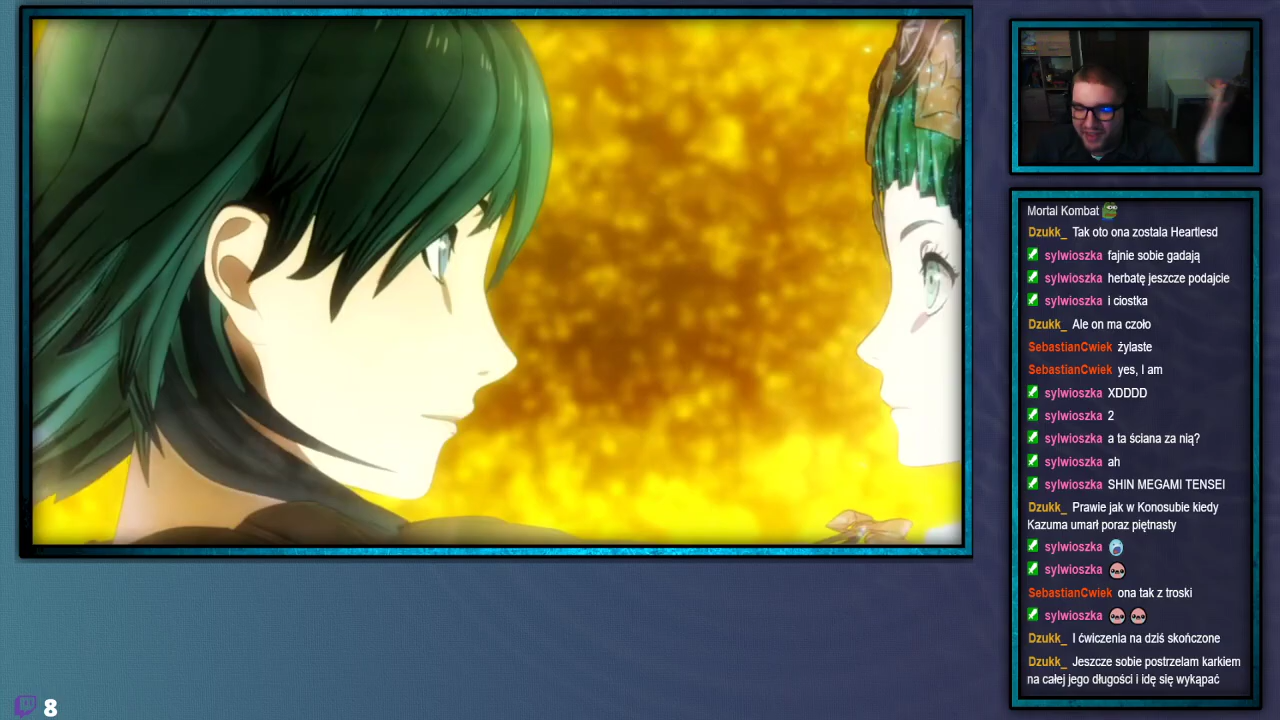 Mortal Kombat
Dzukk_ Tak oto ona zostala Heartlesd
sylwioszka fajnie sobie gadają
sylwioszka herbatę jeszcze podajcie
sylwioszka i ciostka
Dzukk_ Ale on ma czoło
SebastianCwiek żylaste
SebastianCwiek yes, I am
sylwioszka XDDDD
sylwioszka 2
sylwioszka a ta ściana za nią?
sylwioszka ah
sylwioszka SHIN MEGAMI TENSEI
Dzukk_ Prawie jak w Konosubie kiedy
Kazuma umarł poraz piętnasty
sylwioszka
sylwioszka
SebastianCwiek ona tak z troski
sylwioszka
Dzukk_ I ćwiczenia na dziś skończone
Dzukk_ Jeszcze sobie postrzelam karkiem
na całej jego długości i idę się wykąpać
8